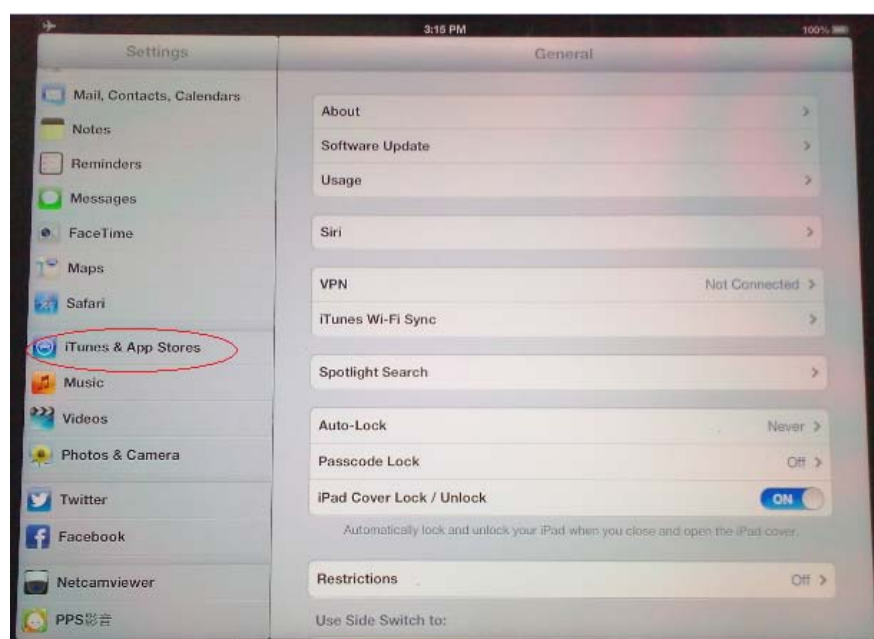 3:15 PM
100%
Settings
General
Mail, Contacts, Calendars
Notes
Reminders
Messages
FaceTime
Maps
Safari
iTunes & App Stores
Music
Videos
Photos & Camera
Twitter
Facebook
Netcamviewer
PPS影音
About
Software Update
Usage
Siri
VPN
Not Connected
iTunes Wi-Fi Sync
Spotlight Search
Auto-Lock
Never
Passcode Lock
Off
iPad Cover Lock / Unlock
ON
Automatically lock and unlock your iPad when you close and open the iPad cover.
Restrictions
Off
Use Side Switch to: